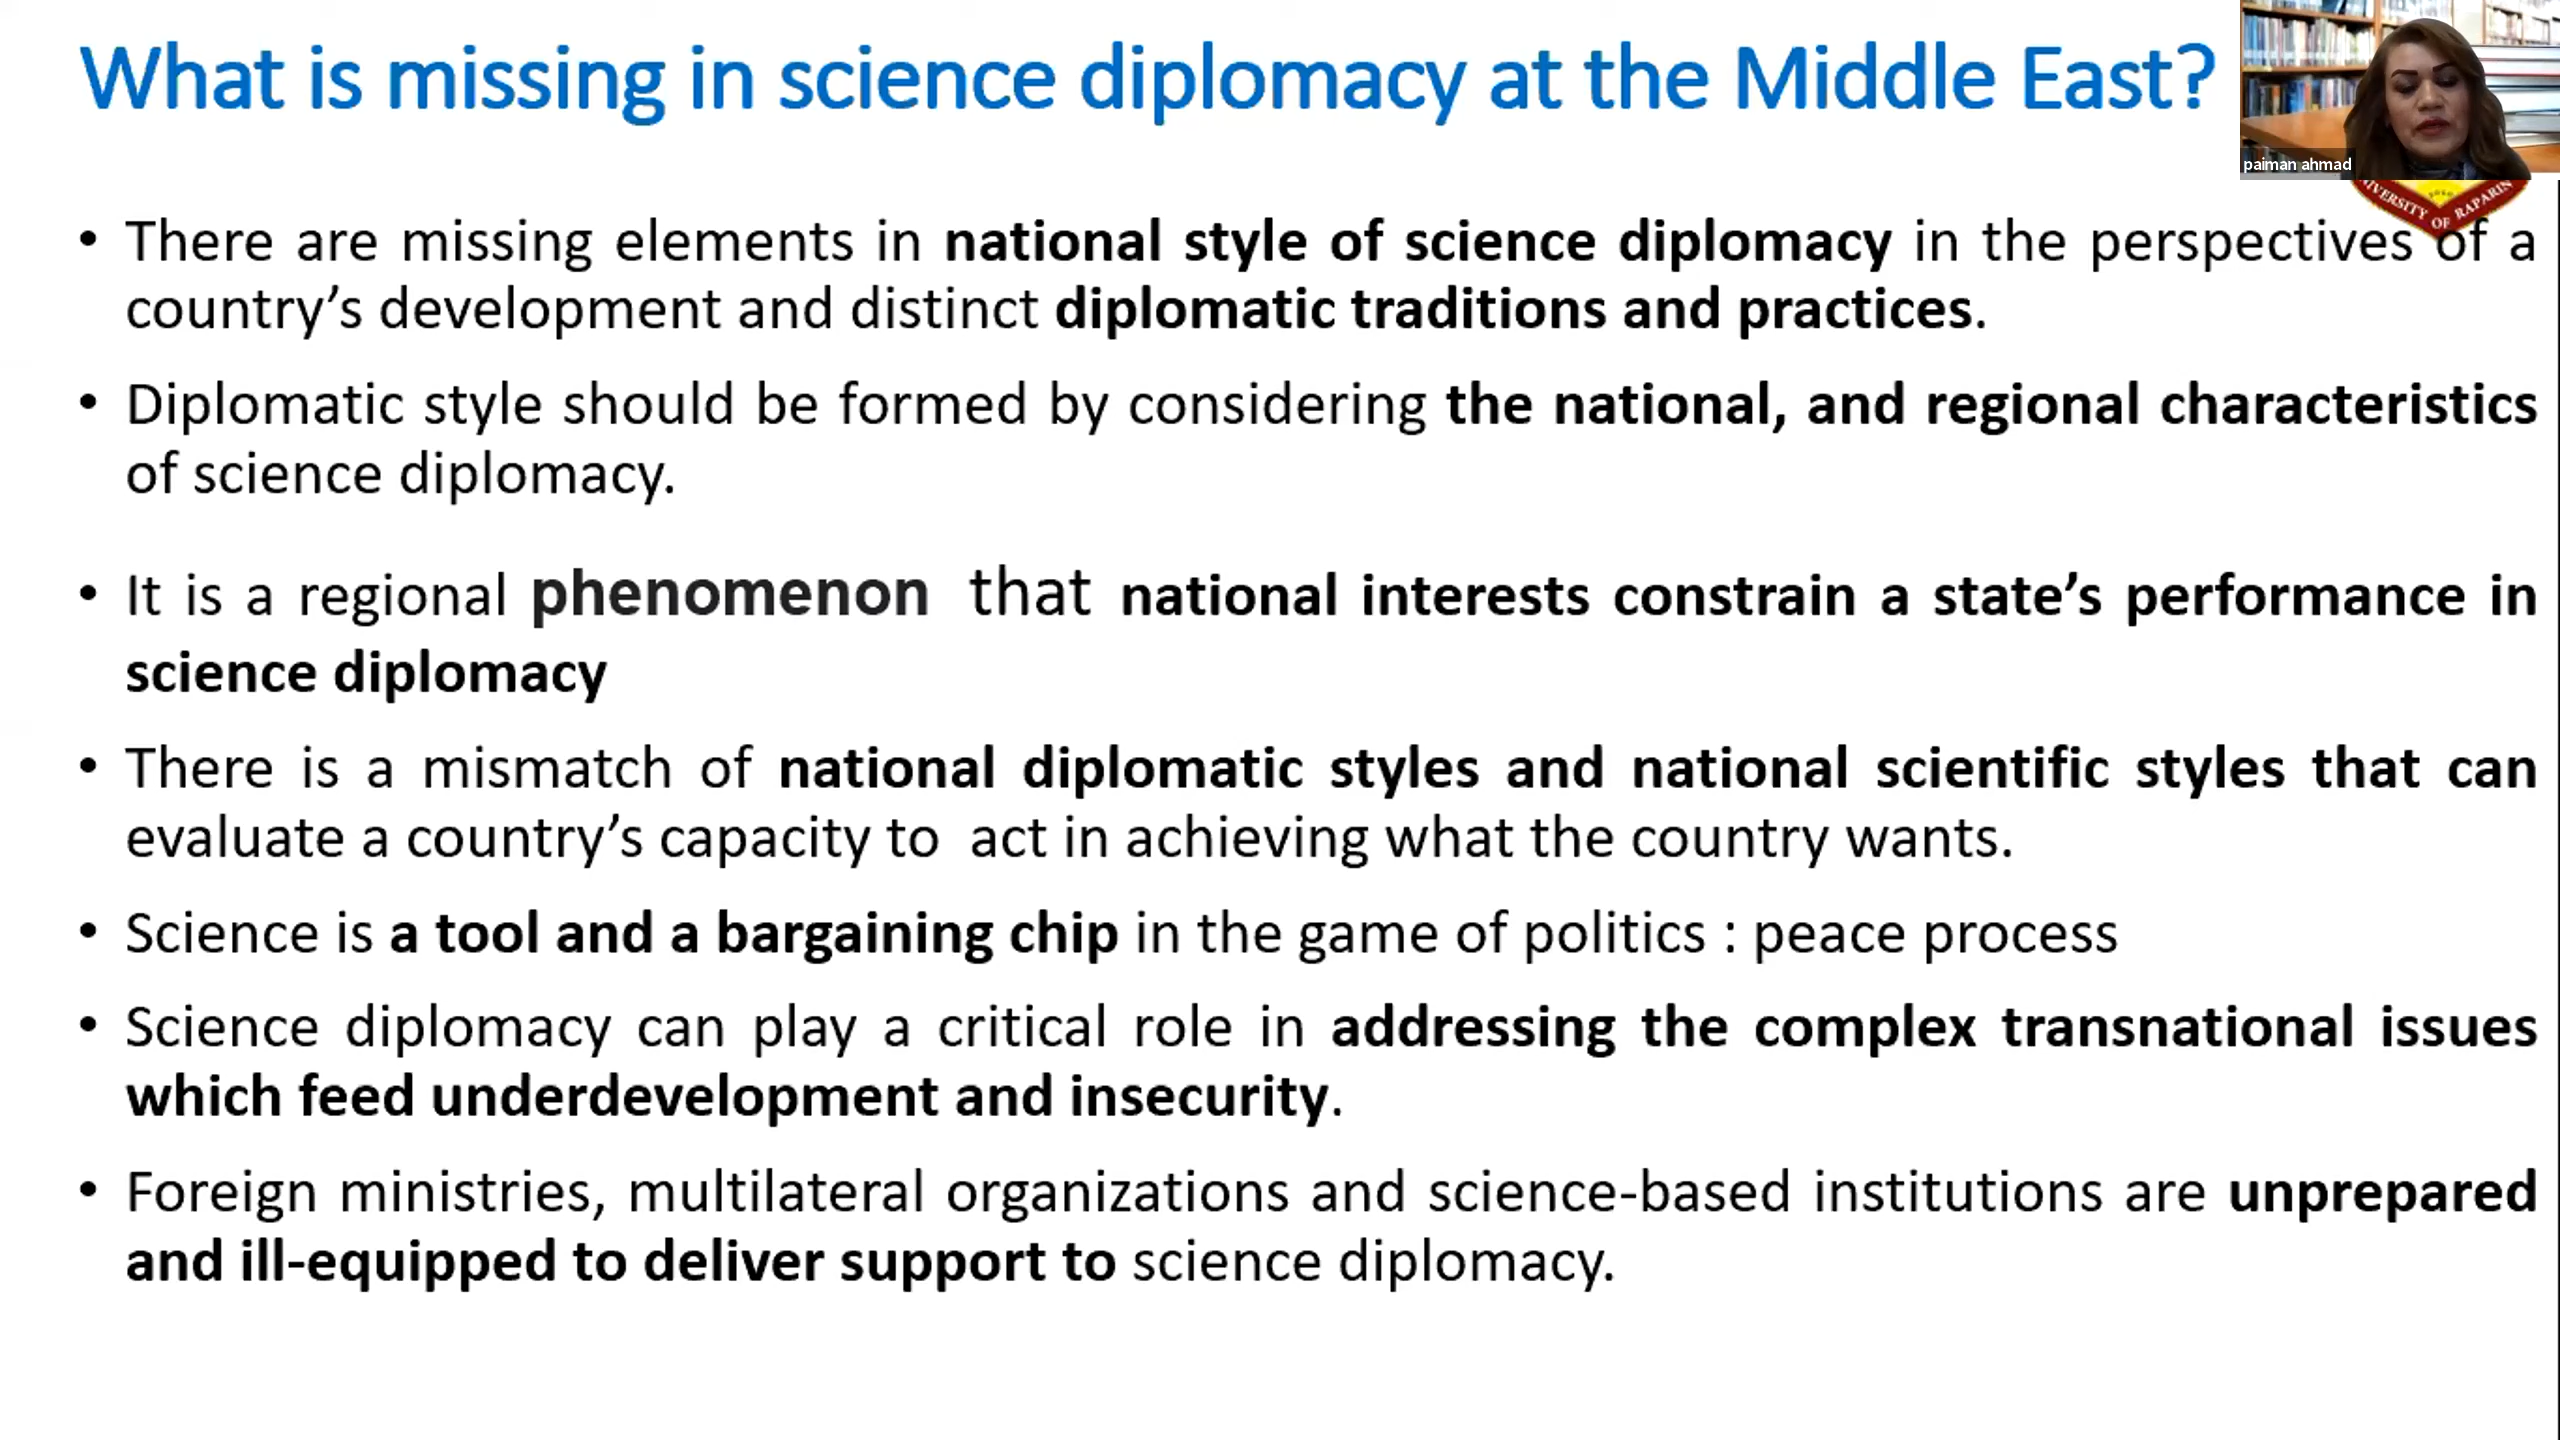 What is missing in science diplomacy at the Middle East?
paiman ahmad
UNIVERSITY OF RAPARIN
• There are missing elements in national style of science diplomacy in the perspectives of a
country’s development and distinct diplomatic traditions and practices.
• Diplomatic style should be formed by considering the national, and regional characteristics
of science diplomacy.
• It is a regional phenomenon that national interests constrain a state’s performance in
science diplomacy
• There is a mismatch of national diplomatic styles and national scientific styles that can
evaluate a country’s capacity to act in achieving what the country wants.
• Science is a tool and a bargaining chip in the game of politics : peace process
• Science diplomacy can play a critical role in addressing the complex transnational issues
which feed underdevelopment and insecurity.
• Foreign ministries, multilateral organizations and science-based institutions are unprepared
and ill-equipped to deliver support to science diplomacy.